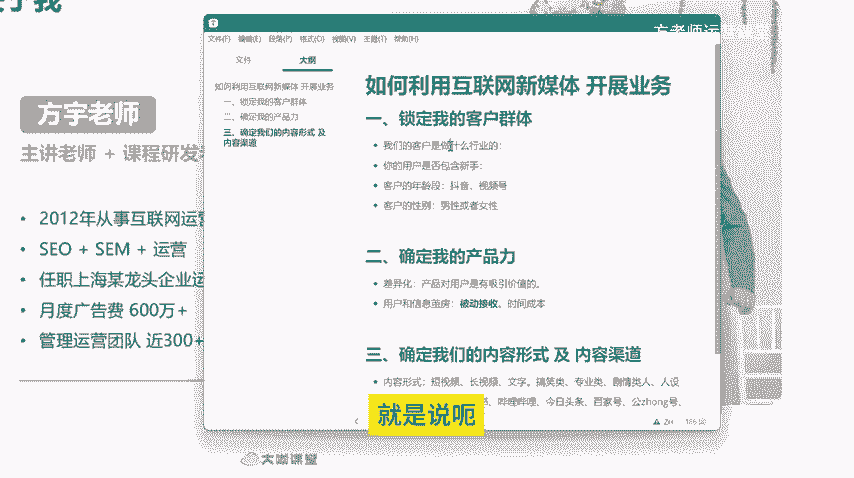 方老师运营课堂
方宇老师
主讲老师 + 课程研发
• 2012年从事互联网运营
• SEO + SEM + 运营
• 任职上海某龙头企业运
• 月度广告费 600万+
• 管理运营团队 近300+
大淘课堂
文件(F) 编辑(E) 段落(P) 格式(O) 视图(V) 主题(T) 帮助(H)
文件 大纲
如何利用互联网新媒体 开展业务
一、锁定我的客户群体
二、确定我的产品力
三、确定我们的内容形式 及
内容渠道
如何利用互联网新媒体 开展业务
一、锁定我的客户群体
• 我们的客户是做什么行业的:
• 你的用户是否包含新手:
• 客户的年龄段: 抖音、视频号
• 客户的性别: 男性或者女性
二、确定我的产品力
• 差异化: 产品对用户是有吸引价值的。
• 用户和信息茧房: 被动接收。时间成本
三、确定我们的内容形式 及 内容渠道
• 内容形式: 短视频、长视频、文字。搞笑类、专业类、剧情类人、人设
哔哩哔哩、今日头条、百家号、公zhong号、
就是说呃